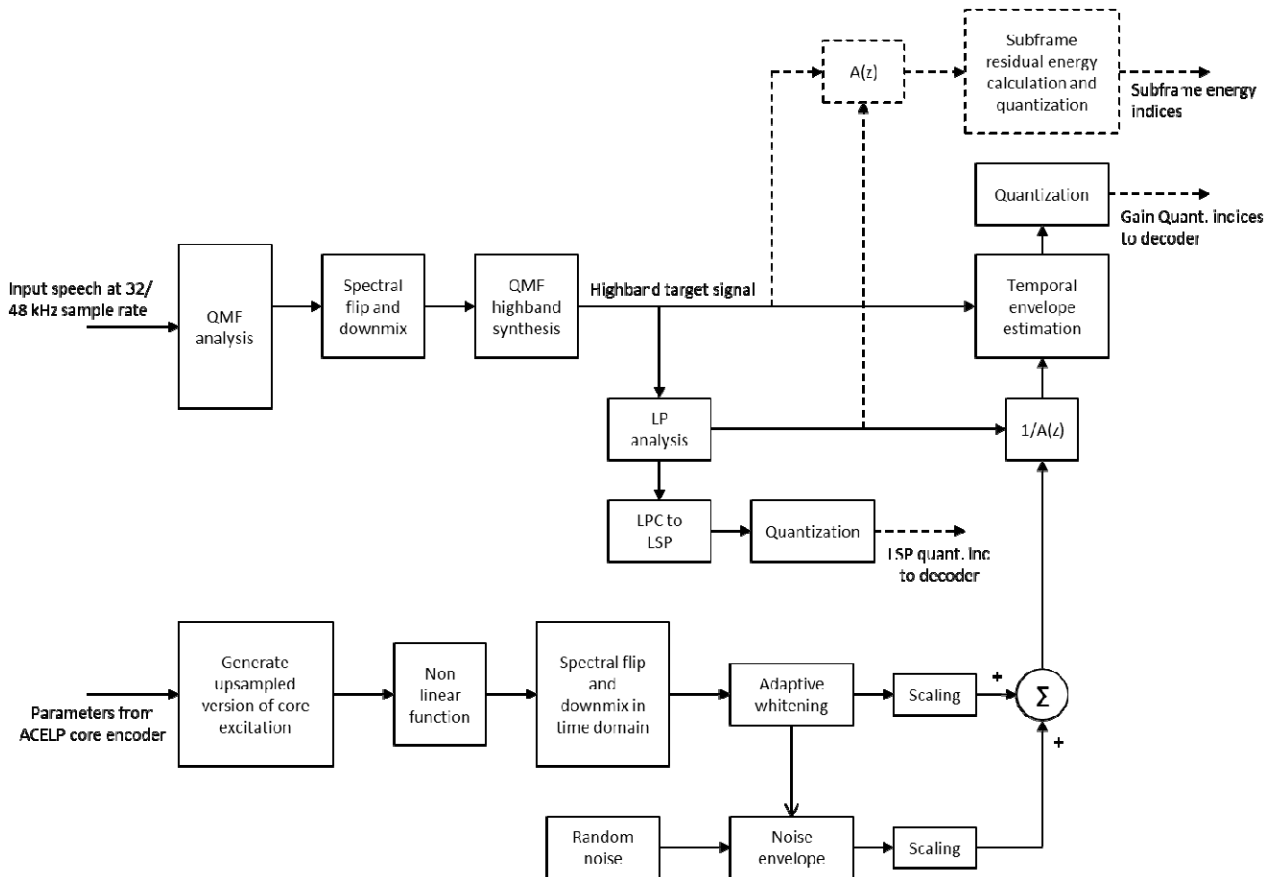 Subframe
residual energy
calculation and
quantization
A(z)
Subframe energy
indices
Quantization
Gain Quant. indices
to decoder
Input speech at 32/
48 kHz sample rate
QMF
analysis
Spectral
flip and
downmix
QMF
highband
synthesis
Highband target signal
Temporal
envelope
estimation
LP
analysis
1/A(z)
LPC to
LSP
Quantization
LSP quant. inc
to decoder
Generate
upsampled
version of core
excitation
Non
linear
function
Spectral flip
and
downmix in
time domain
Adaptive
whitening
Scaling
+
Σ
Parameters from
ACELP core encoder
+
Random
noise
Noise
envelope
Scaling